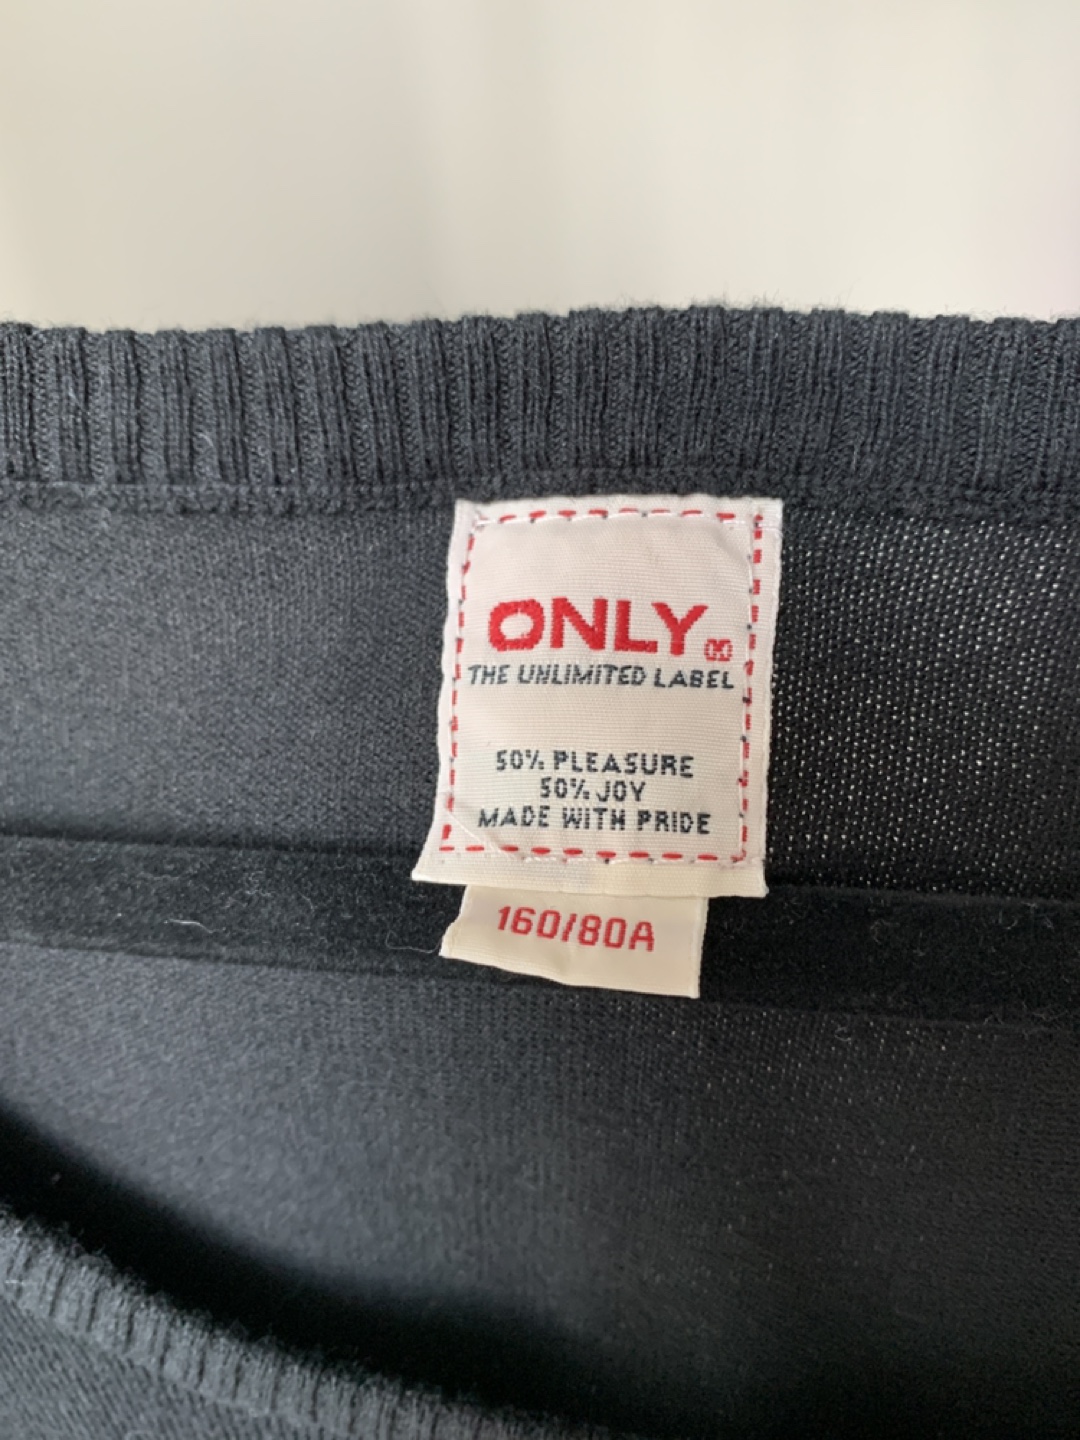 ONLY
THE UNLIMITED LABEL
50% PLEASURE
50% JOY
MADE WITH PRIDE
160/80A